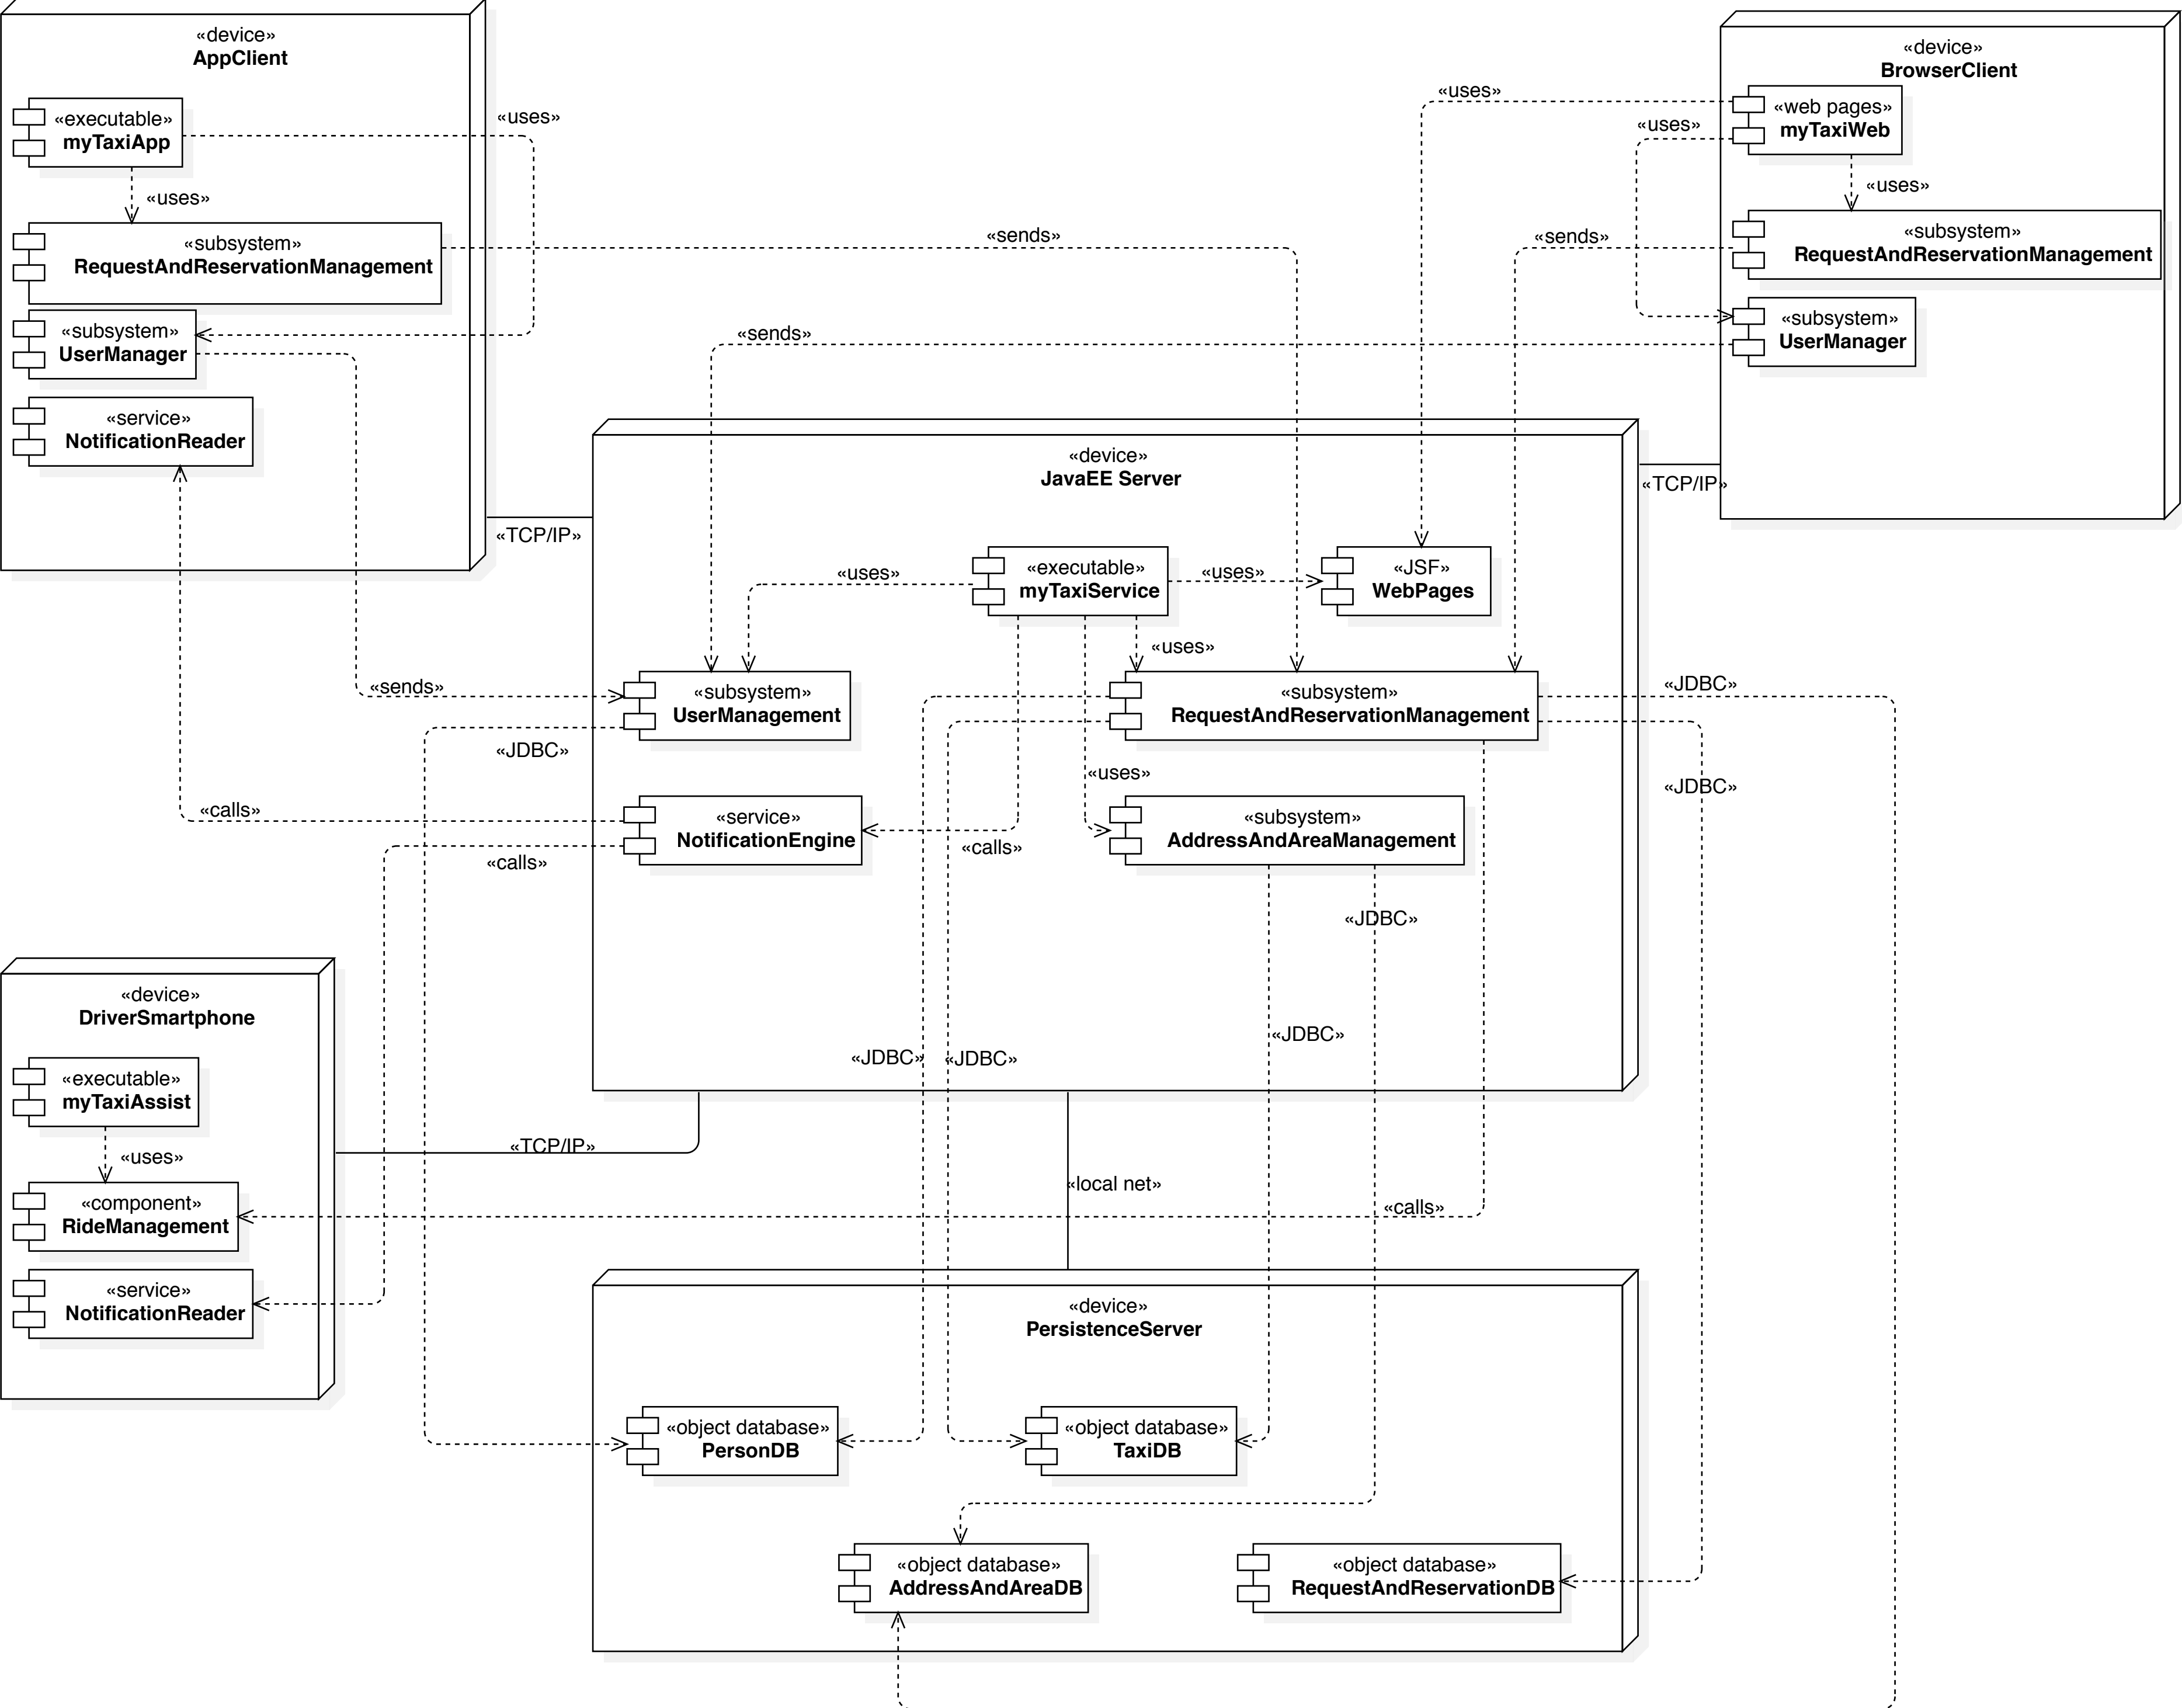 «device»
AppClient
«executable»
myTaxiApp
«uses»
«uses»
«subsystem»
RequestAndReservationManagement
«sends»
«subsystem»
UserManager
«sends»
«service»
NotificationReader
«calls»
«TCP/IP»
«device»
BrowserClient
«web pages»
myTaxiWeb
«uses»
«uses»
«uses»
«subsystem»
RequestAndReservationManagement
«sends»
«subsystem»
UserManager
«sends»
«TCP/IP»
«device»
JavaEE Server
«executable»
myTaxiService
«uses»
«uses»
«JSF»
WebPages
«uses»
«subsystem»
UserManagement
«JDBC»
«subsystem»
RequestAndReservationManagement
«JDBC»
«JDBC»
«uses»
«service»
NotificationEngine
«calls»
«calls»
«subsystem»
AddressAndAreaManagement
«JDBC»
«JDBC»
«JDBC»
«JDBC»
«device»
DriverSmartphone
«executable»
myTaxiAssist
«uses»
«TCP/IP»
«component»
RideManagement
«local net»
«calls»
«service»
NotificationReader
«device»
PersistenceServer
«object database»
PersonDB
«object database»
TaxiDB
«object database»
AddressAndAreaDB
«object database»
RequestAndReservationDB